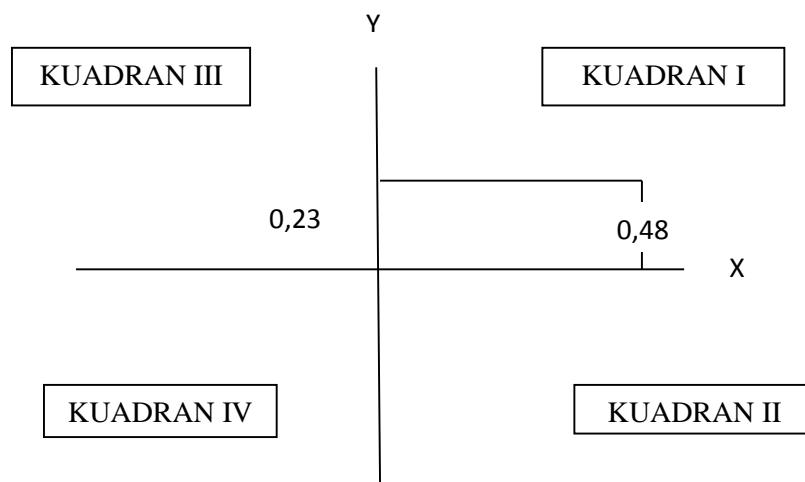 Y
KUADRAN III
KUADRAN I
0,23
0,48
X
KUADRAN IV
KUADRAN II